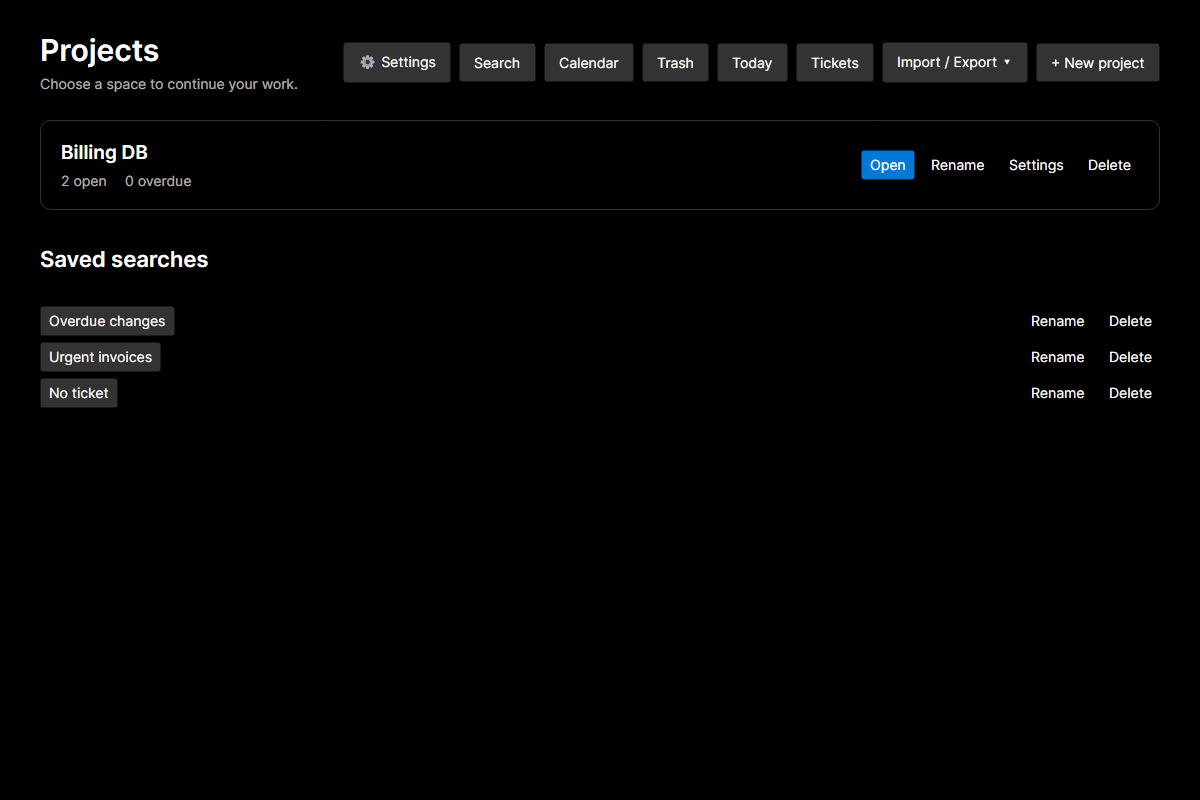 Projects
Choose a space to continue your work.
Settings Search Calendar Trash Today Tickets Import / Export ▾ + New project
Billing DB
2 open 0 overdue
Open Rename Settings Delete
Saved searches
Overdue changes Rename Delete
Urgent invoices Rename Delete
No ticket Rename Delete